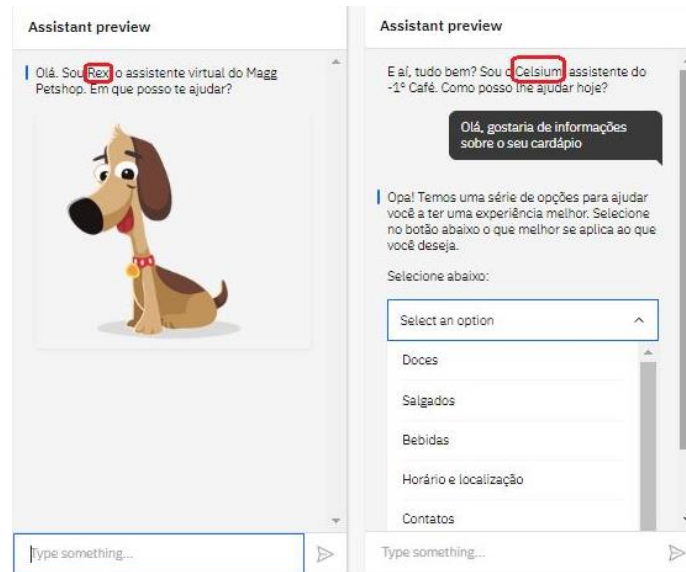 Assistant preview
Olá. Sou Rex, o assistente virtual do Magg
Petshop. Em que posso te ajudar?
Type something...
Assistant preview
E aí, tudo bem? Sou o Celsium, assistente do
-1º Café. Como posso lhe ajudar hoje?
Olá, gostaria de informações
sobre o seu cardápio
Opa! Temos uma série de opções para ajudar
você a ter uma experiência melhor. Selecione
no botão abaixo o que melhor se aplica ao que
você deseja.
Selecione abaixo:
Select an option
Doces
Salgados
Bebidas
Horário e localização
Contatos
Type something...